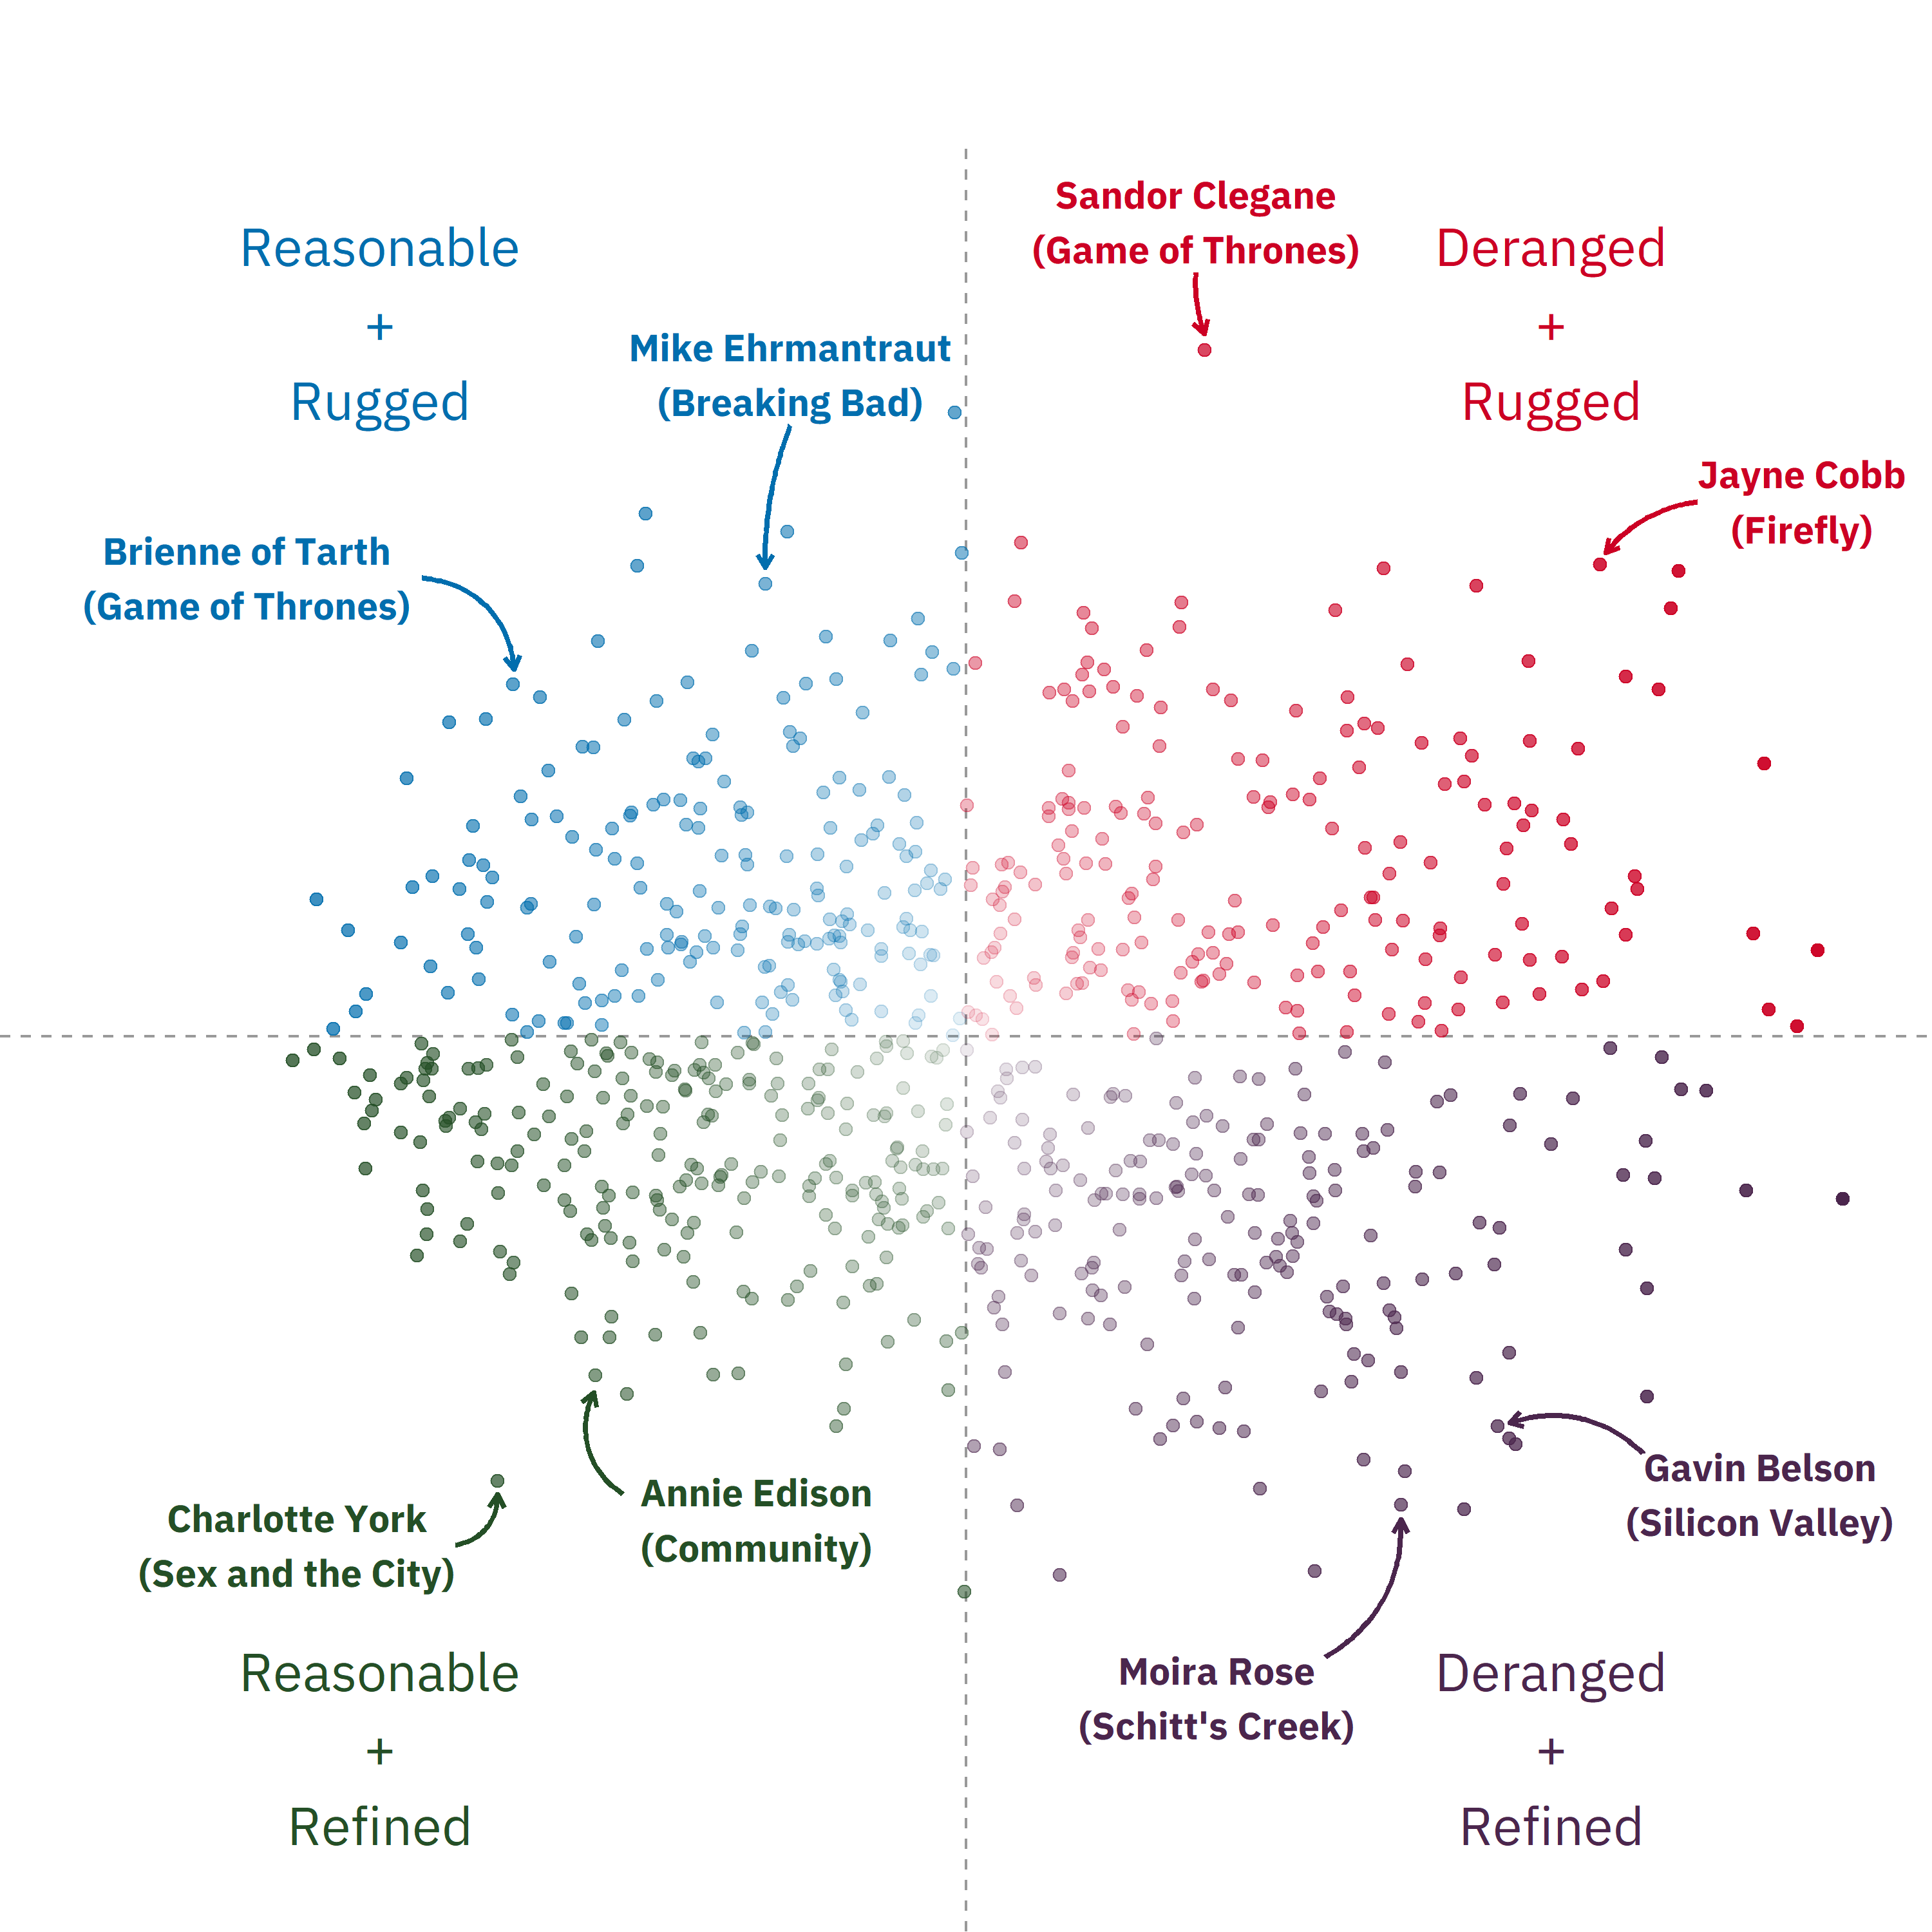 Reasonable
+
Rugged
Sandor Clegane
(Game of Thrones)
Deranged
+
Rugged
Mike Ehrmantraut
(Breaking Bad)
Jayne Cobb
(Firefly)
Brienne of Tarth
(Game of Thrones)
Charlotte York
(Sex and the City)
Annie Edison
(Community)
Gavin Belson
(Silicon Valley)
Moira Rose
(Schitt's Creek)
Reasonable
+
Refined
Deranged
+
Refined